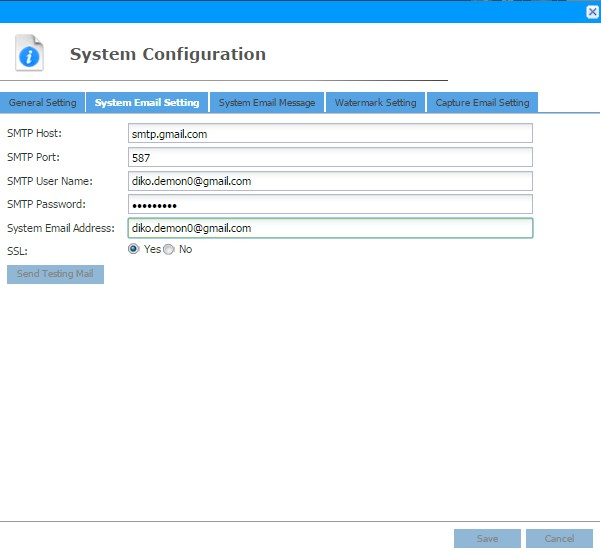 System Configuration
General Setting System Email Setting System Email Message Watermark Setting Capture Email Setting
SMTP Host: smtp.gmail.com
SMTP Port: 587
SMTP User Name: diko.demon0@gmail.com
SMTP Password: •••••••••
System Email Address: diko.demon0@gmail.com
SSL: Yes No
Send Testing Mail
Save Cancel